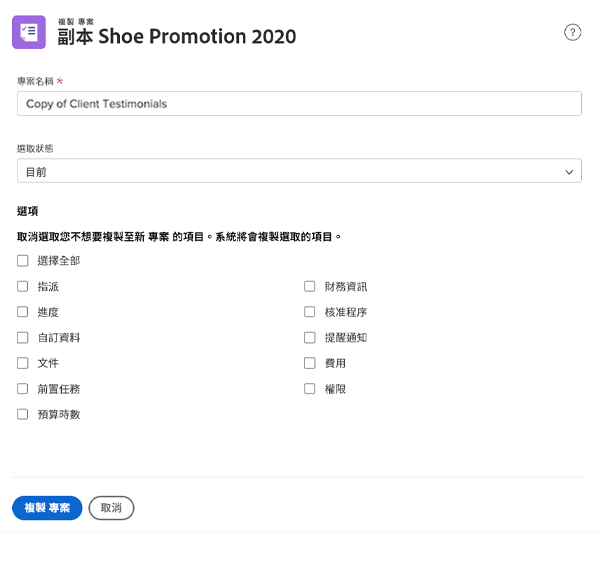 複製 專案
副本 Shoe Promotion 2020
?
專案名稱 *
Copy of Client Testimonials
選取狀態
目前
選項
取消選取您不想要複製至新 專案 的項目。系統將會複製選取的項目。
選擇全部
指派 財務資訊
進度 核准程序
自訂資料 提醒通知
文件 費用
前置任務 權限
預算時數
複製 專案 取消